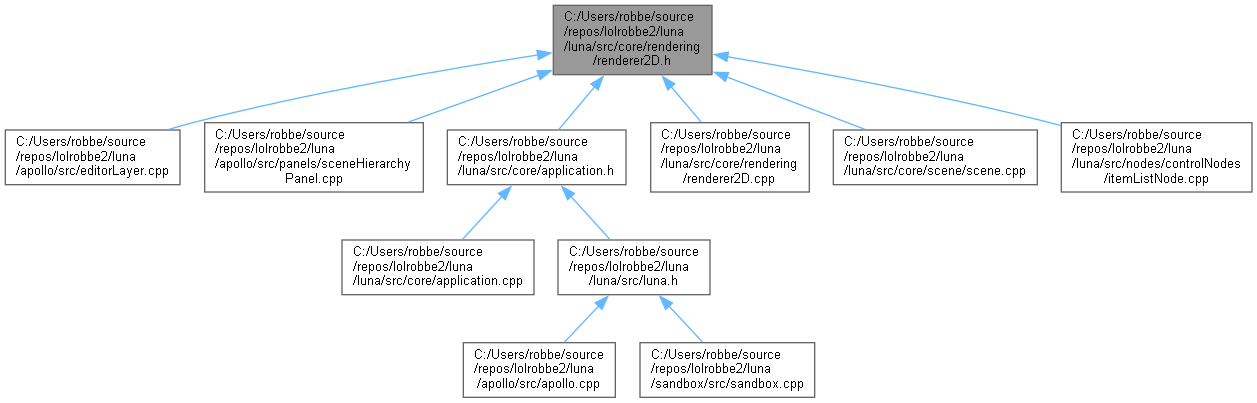 C:/Users/robbe/source
/repos/lolrobbe2/luna
/luna/src/core/rendering
/renderer2D.h
C:/Users/robbe/source
/repos/lolrobbe2/luna
/apollo/src/editorLayer.cpp
C:/Users/robbe/source
/repos/lolrobbe2/luna
/apollo/src/panels/sceneHierarchy
Panel.cpp
C:/Users/robbe/source
/repos/lolrobbe2/luna
/luna/src/core/application.h
C:/Users/robbe/source
/repos/lolrobbe2/luna
/luna/src/core/rendering
/renderer2D.cpp
C:/Users/robbe/source
/repos/lolrobbe2/luna
/luna/src/core/scene/scene.cpp
C:/Users/robbe/source
/repos/lolrobbe2/luna
/luna/src/nodes/controlNodes
/itemListNode.cpp
C:/Users/robbe/source
/repos/lolrobbe2/luna
/luna/src/core/application.cpp
C:/Users/robbe/source
/repos/lolrobbe2/luna
/luna/src/luna.h
C:/Users/robbe/source
/repos/lolrobbe2/luna
/apollo/src/apollo.cpp
C:/Users/robbe/source
/repos/lolrobbe2/luna
/sandbox/src/sandbox.cpp